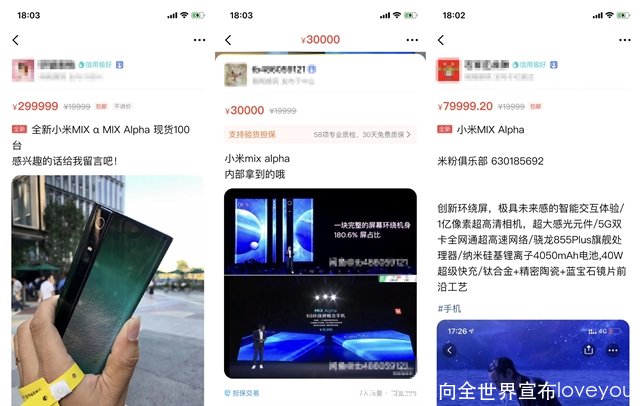 18:03
信用极好
¥299999 ¥19999 包邮 不讲价
全新 全新小米MIX α MIX Alpha 现货100
台
感兴趣的话给我留言吧！
18:03
¥30000
tb486059121
¥30000 ¥19999
支持验货担保 58项专业质检，30天免费质保 >
小米mix alpha
内部拿到的哦
08:16
一块完整的屏幕环绕机身
180.6% 屏占比
MIX Alpha
5G环绕屏概念手机
担保交易
18:02
信用极好
¥79999.20 ¥19999 包邮
全新 小米MIX Alpha
米粉俱乐部 630185692
创新环绕屏，极具未来感的智能交互体验/
1亿像素超高清相机，超大感光元件/5G双
卡全网通超高速网络/骁龙855Plus旗舰处
理器/纳米硅基锂离子4050mAh电池,40W
超级快充/钛合金+精密陶瓷+蓝宝石镜片前
沿工艺
#手机
17:26
4G
向全世界宣布loveyou